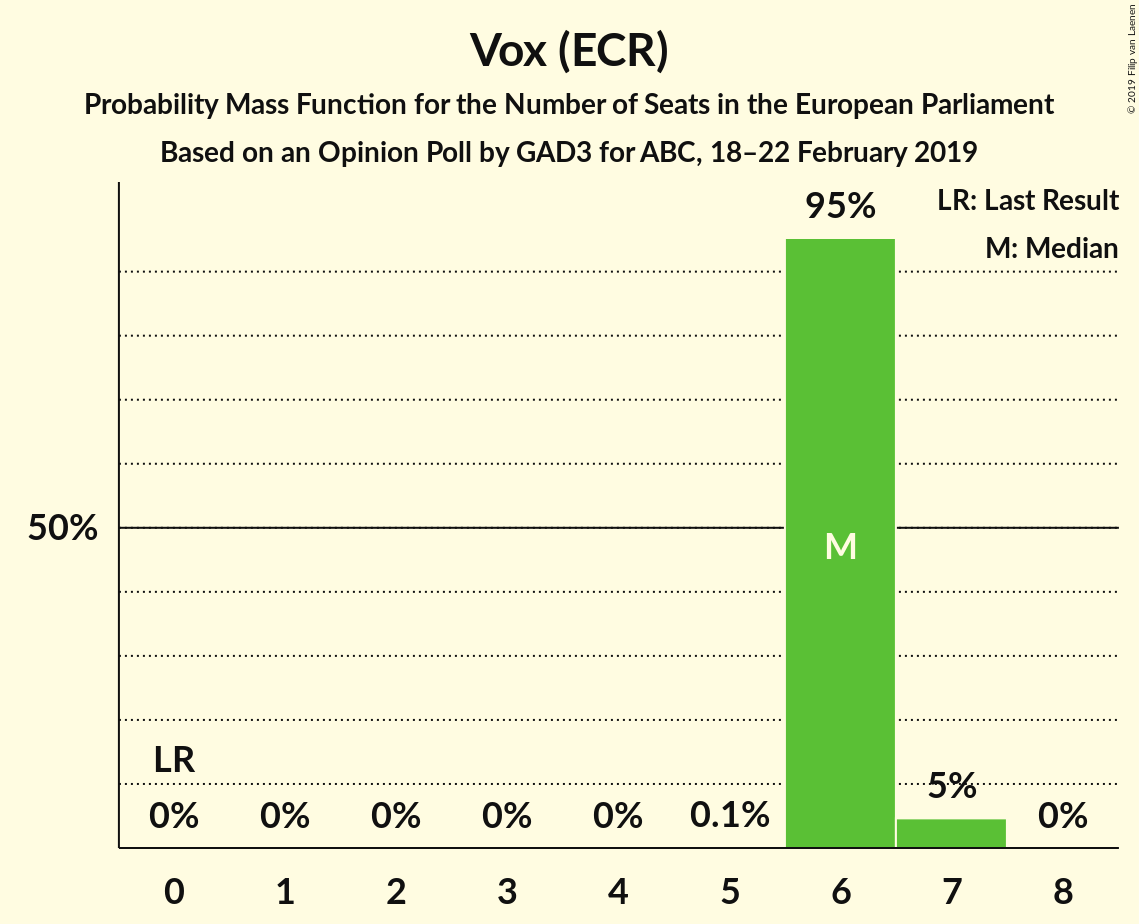 Vox (ECR)
Probability Mass Function for the Number of Seats in the European Parliament
Based on an Opinion Poll by GAD3 for ABC, 18–22 February 2019
© 2019 Filip van Laenen
LR: Last Result
M: Median
95%
50%
M
LR
0% 0% 0% 0% 0% 0.1% 5% 0%
0 1 2 3 4 5 6 7 8